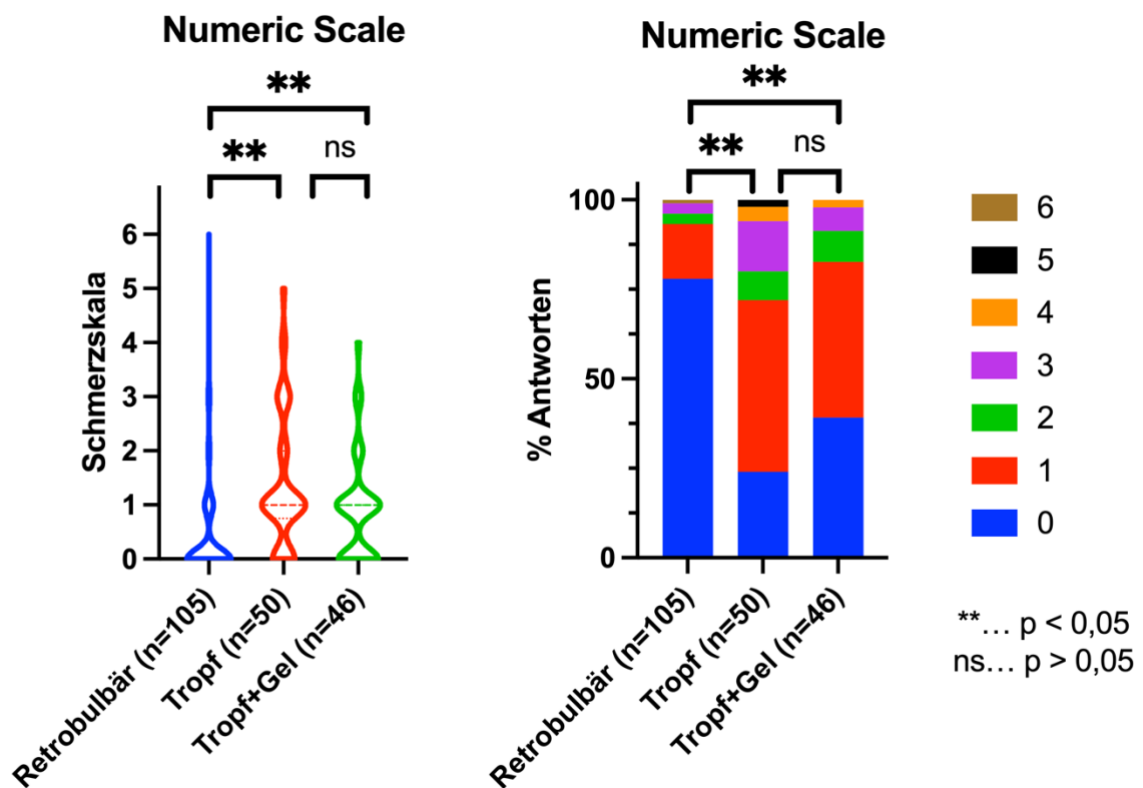 Numeric Scale
**
**
ns
Schmerzskala
6
5
4
3
2
1
0
Retrobulbär (n=105)
Tropf (n=50)
Tropf+Gel (n=46)
Numeric Scale
**
**
ns
% Antworten
100
50
0
Retrobulbär (n=105)
Tropf (n=50)
Tropf+Gel (n=46)
6
5
4
3
2
1
0
**... p < 0,05
ns... p > 0,05